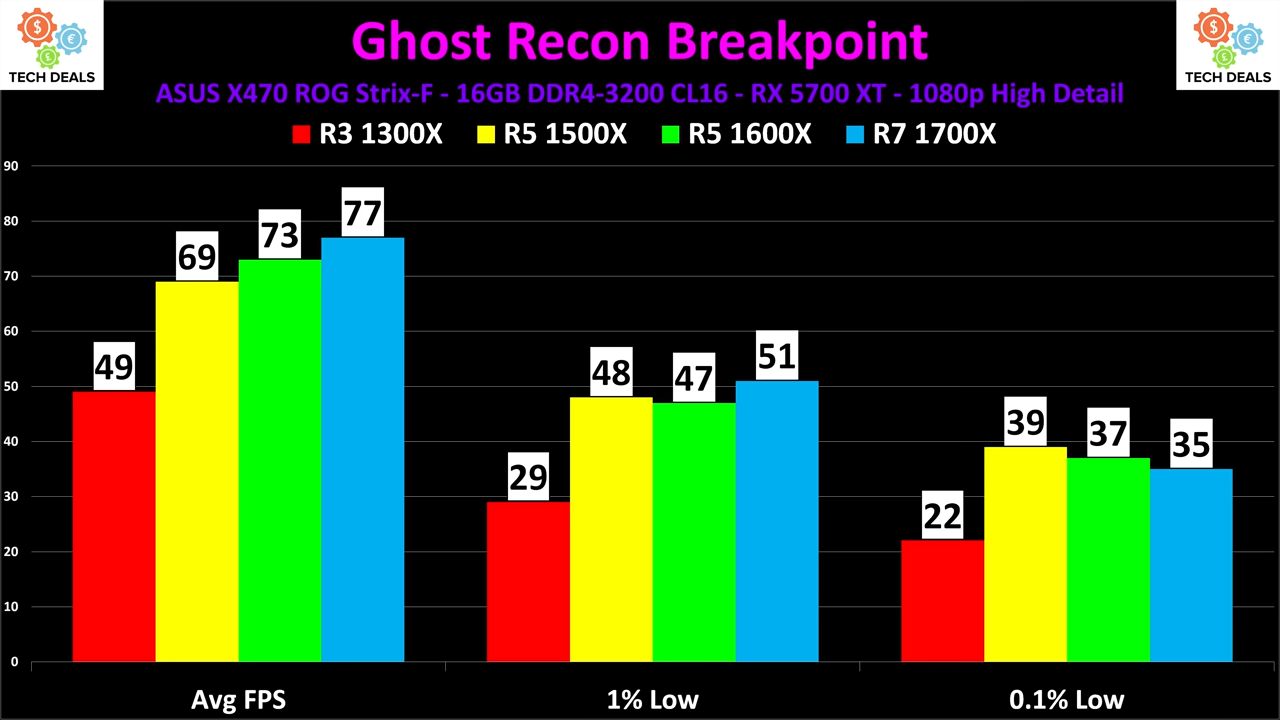 Ghost Recon Breakpoint
ASUS X470 ROG Strix-F - 16GB DDR4-3200 CL16 - RX 5700 XT - 1080p High Detail
$ €
€
TECH DEALS
$ €
€
TECH DEALS
R3 1300X R5 1500X R5 1600X R7 1700X
90
80
70
60
50
40
30
20
10
0
49 69 73 77
29 48 47 51
22 39 37 35
Avg FPS 1% Low 0.1% Low